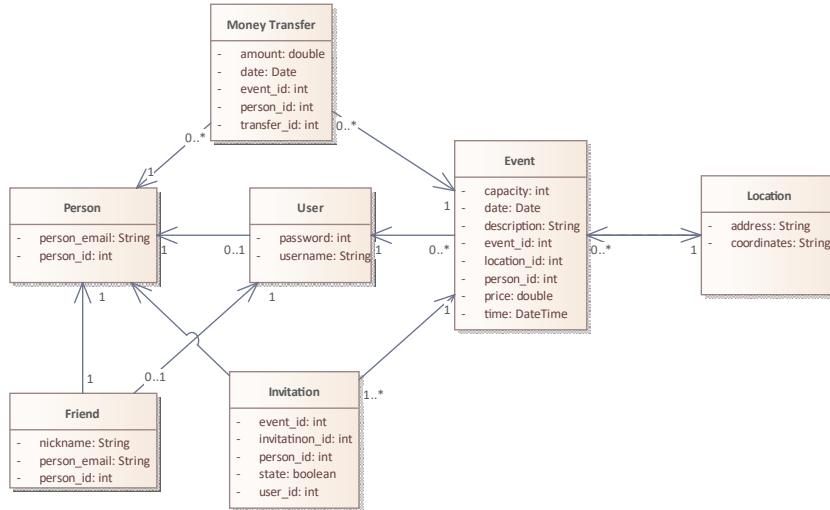 Money Transfer
- amount: double
- date: Date
- event_id: int
- person_id: int
- transfer_id: int
0..*
0..*
1
1
Person
- person_email: String
- person_id: int
1
0..1
User
- password: int
- username: String
1
0..*
Event
- capacity: int
- date: Date
- description: String
- event_id: int
- location_id: int
- person_id: int
- price: double
- time: DateTime
0..*
1
Location
- address: String
- coordinates: String
1
1
1
1
0..1
1..*
Friend
- nickname: String
- person_email: String
- person_id: int
Invitation
- event_id: int
- invitatinon_id: int
- person_id: int
- state: boolean
- user_id: int